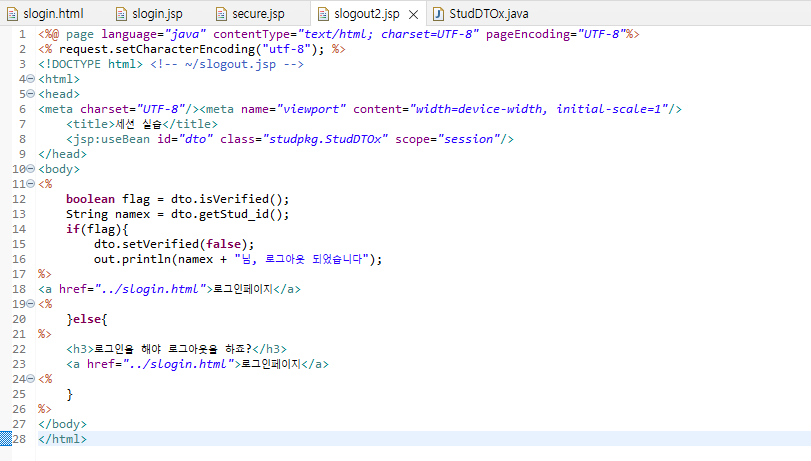 slogin.html slogin.jsp secure.jsp slogout2.jsp StudDTOx.java
1 <%@ page language="java" contentType="text/html; charset=UTF-8" pageEncoding="UTF-8"%>
2 <% request.setCharacterEncoding("utf-8"); %>
3 <!DOCTYPE html> <!-- ~/slogout.jsp -->
4 <html>
5 <head>
6 <meta charset="UTF-8"/><meta name="viewport" content="width=device-width, initial-scale=1"/>
7 <title>세션 실습</title>
8 <jsp:useBean id="dto" class="studpkg.StudDTOx" scope="session"/>
9 </head>
10 <body>
11 <%
12 boolean flag = dto.isVerified();
13 String namex = dto.getStud_id();
14 if(flag){
15 dto.setVerified(false);
16 out.println(namex + "님, 로그아웃 되었습니다");
17 %>
18 <a href="../slogin.html">로그인페이지</a>
19 <%
20 }else{
21 %>
22 <h3>로그인을 해야 로그아웃을 하죠?</h3>
23 <a href="../slogin.html">로그인페이지</a>
24 <%
25 }
26 %>
27 </body>
28 </html>